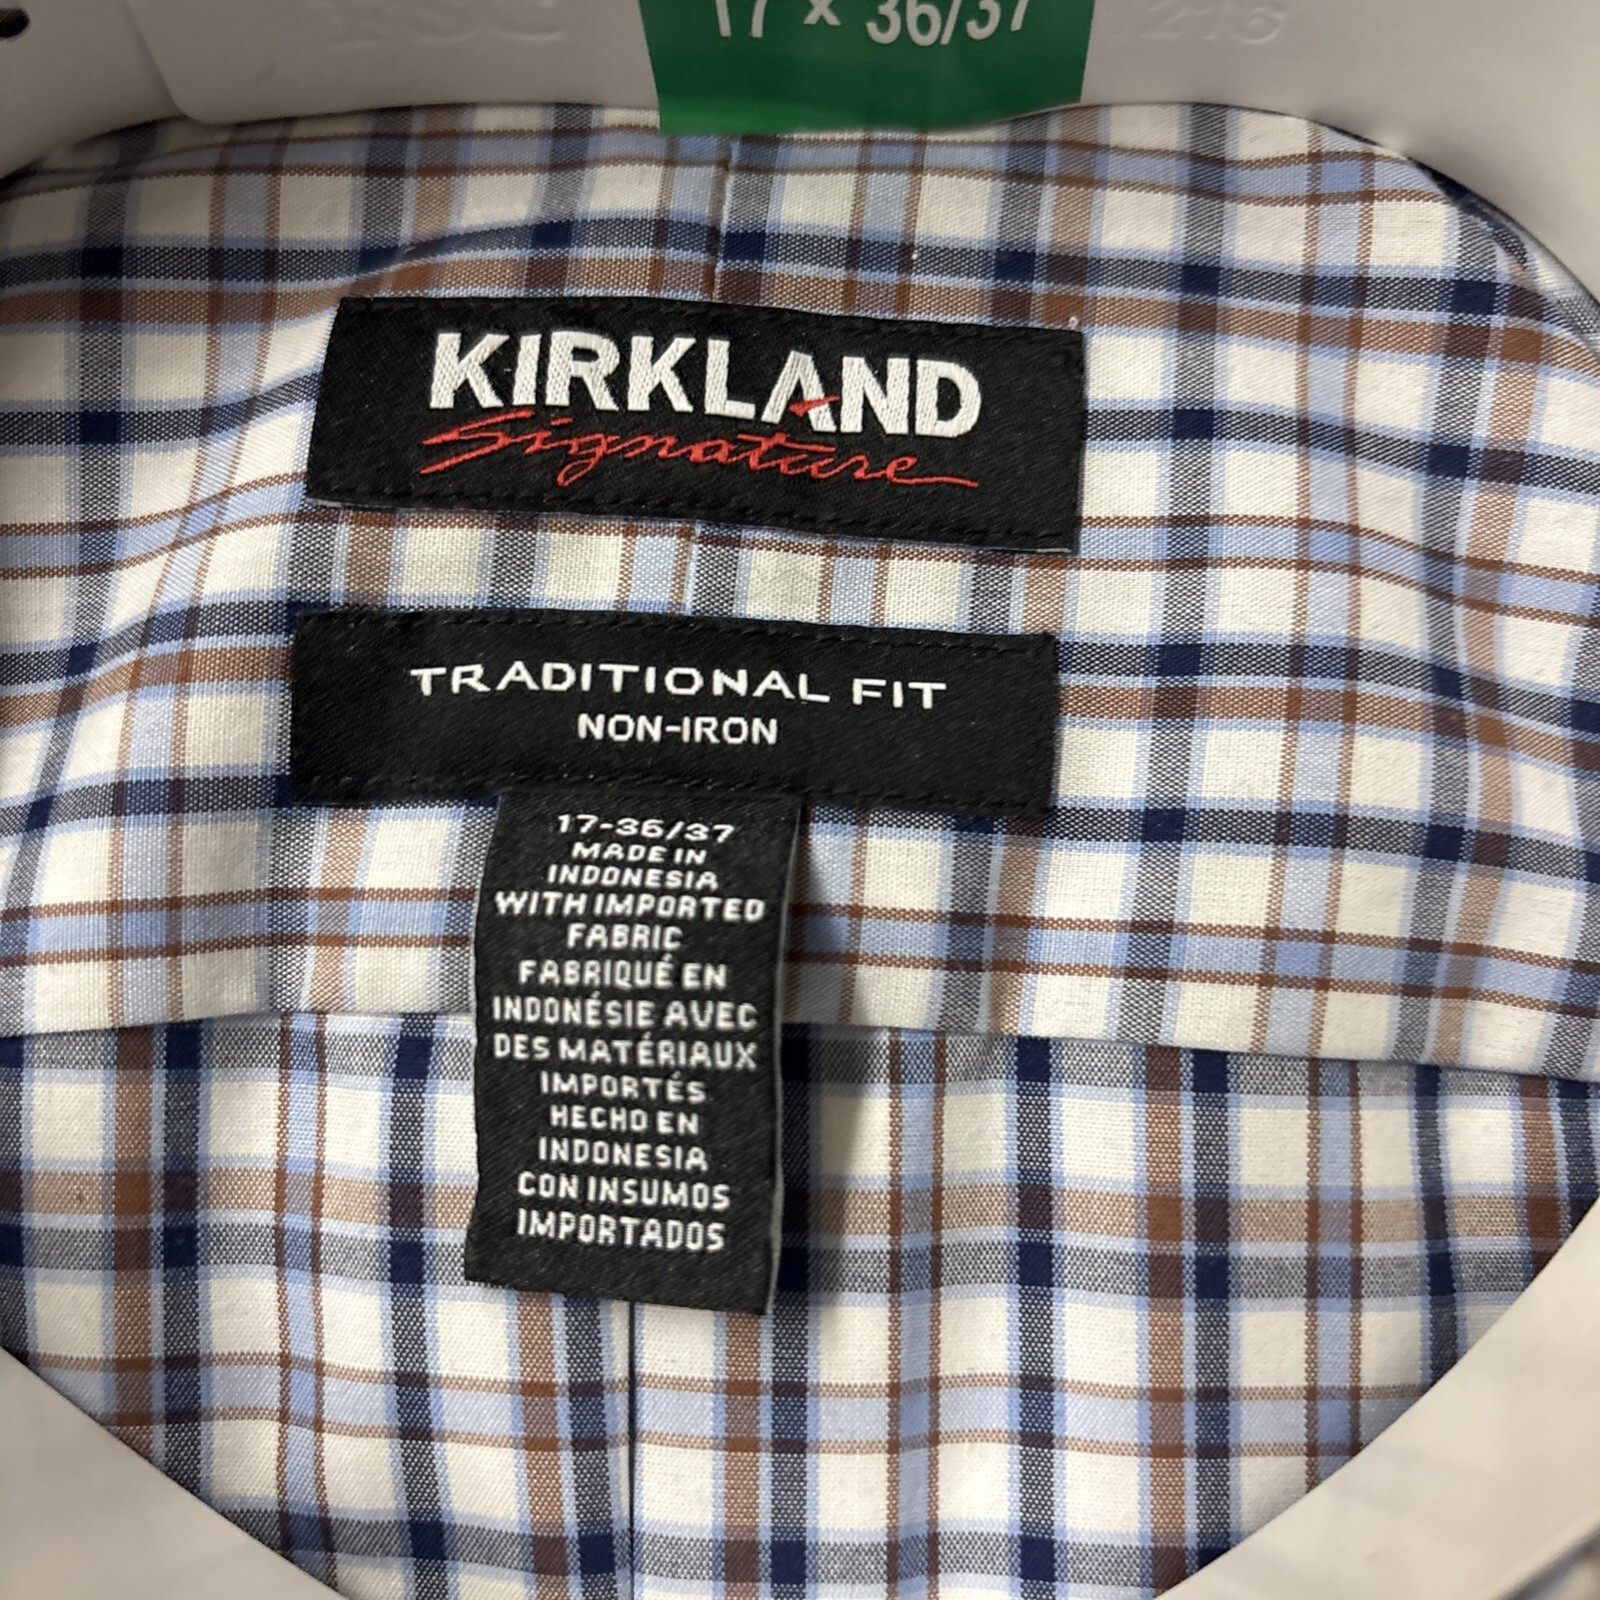 17 × 36/37
KIRKLAND
Signature
TRADITIONAL FIT
NON-IRON
17-36/37
MADE IN
INDONESIA
WITH IMPORTED
FABRIC
FABRIQUÉ EN
INDONÉSIE AVEC
DES MATÉRIAUX
IMPORTÉS
HECHO EN
INDONESIA
CON INSUMOS
IMPORTADOS